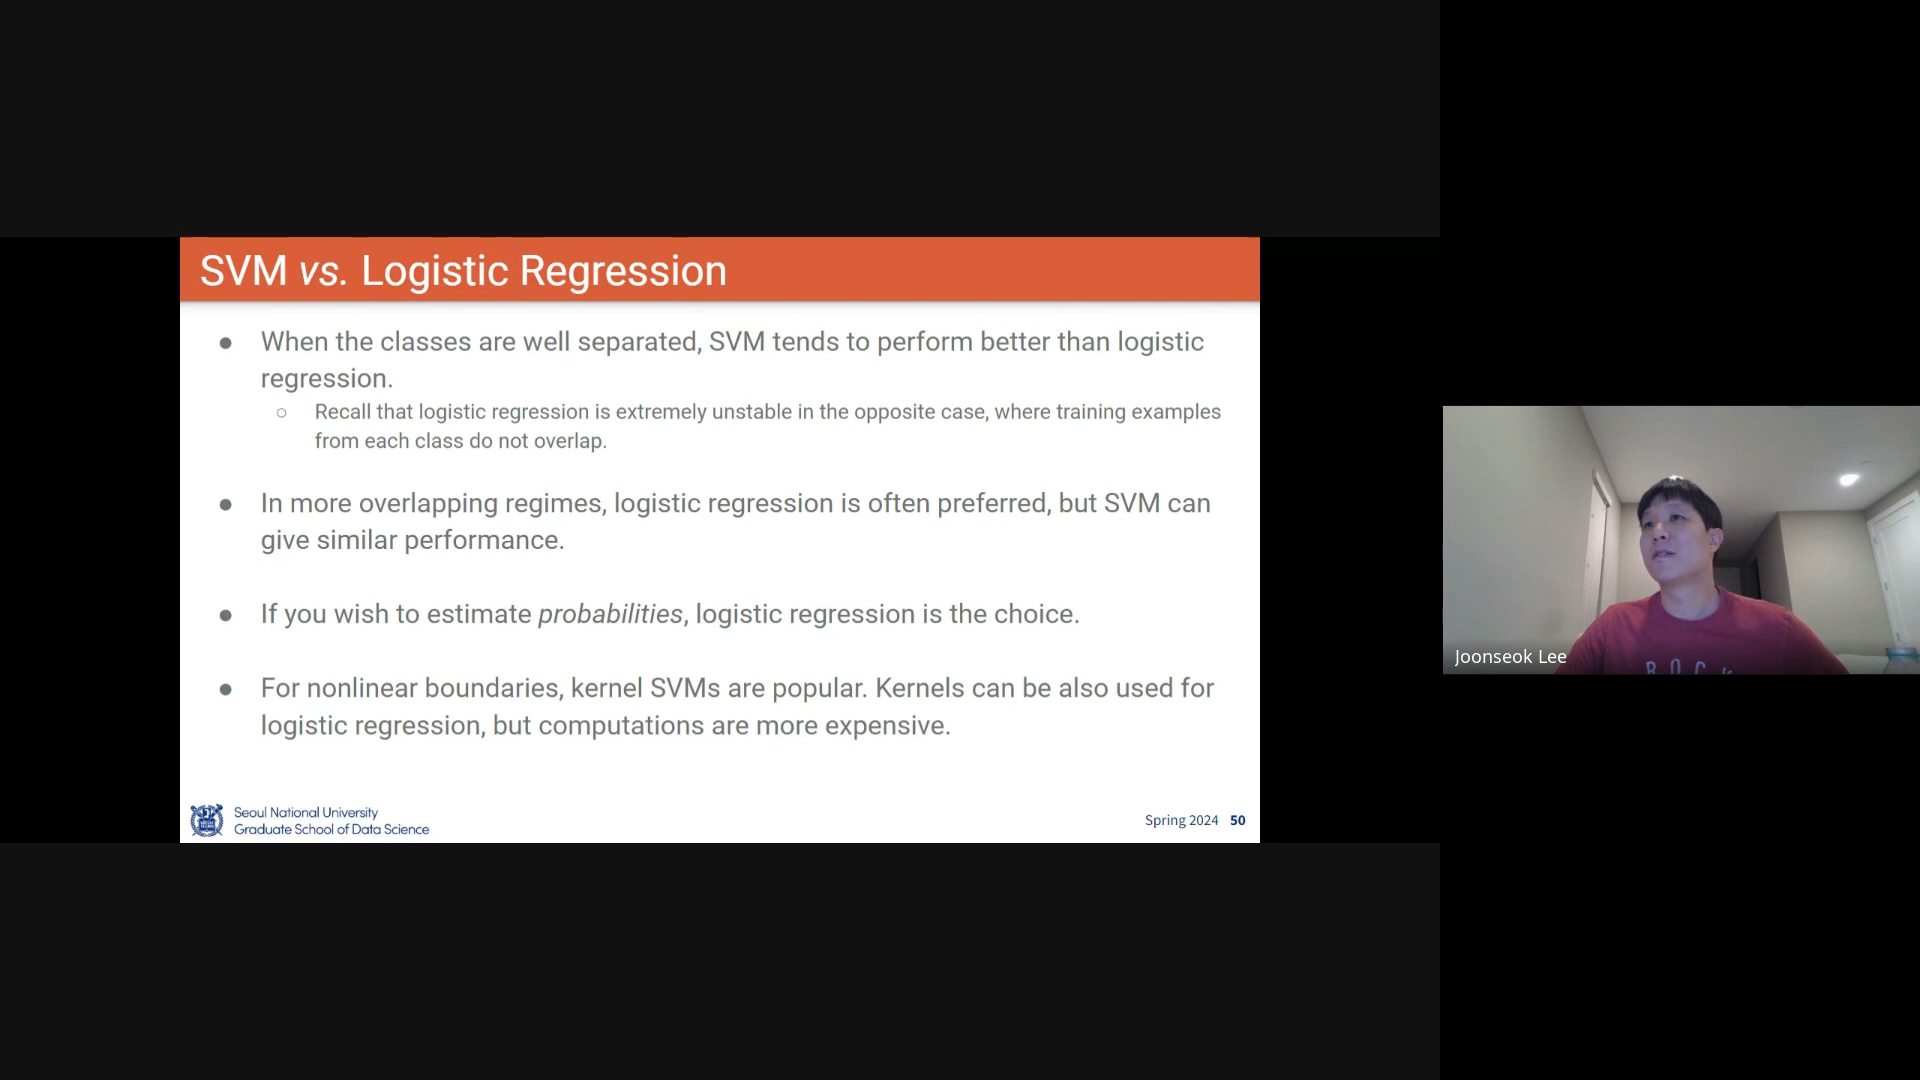 SVM vs. Logistic Regression
● When the classes are well separated, SVM tends to perform better than logistic
regression.
○ Recall that logistic regression is extremely unstable in the opposite case, where training examples
from each class do not overlap.
● In more overlapping regimes, logistic regression is often preferred, but SVM can
give similar performance.
● If you wish to estimate probabilities, logistic regression is the choice.
● For nonlinear boundaries, kernel SVMs are popular. Kernels can be also used for
logistic regression, but computations are more expensive.
Seoul National University
Graduate School of Data Science
Spring 2024 50
Joonseok Lee